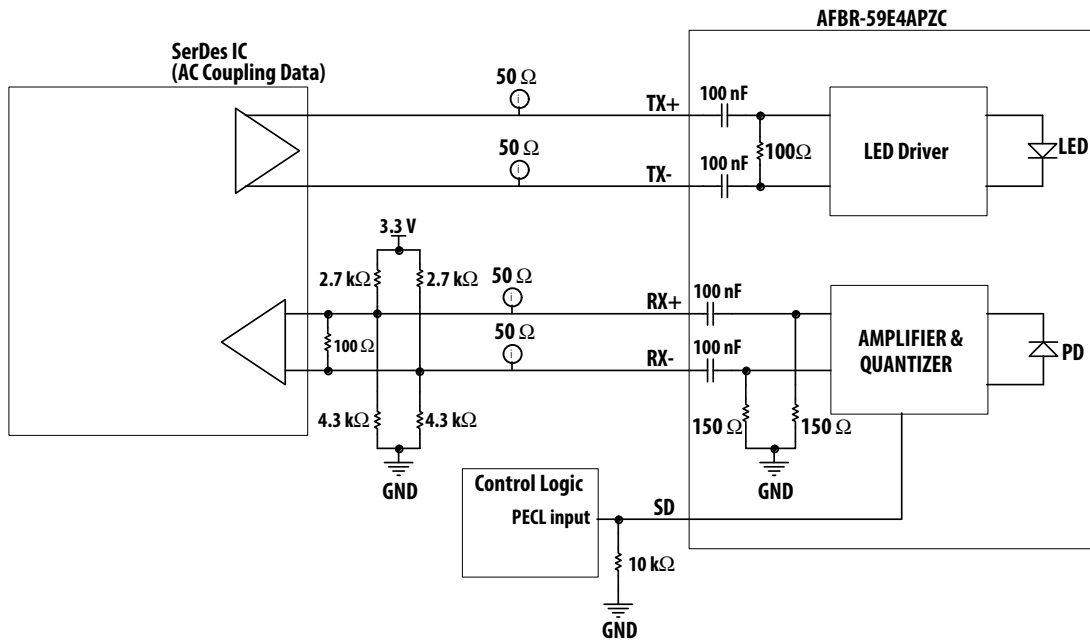 AFBR-59E4APZC
SerDes IC
(AC Coupling Data)
50 Ω
i
TX+
100 nF
50 Ω
i
TX-
100 nF
100Ω
LED Driver
LED
3.3 V
2.7 kΩ
2.7 kΩ
50 Ω
i
RX+
100 nF
100 Ω
50 Ω
i
RX-
100 nF
AMPLIFIER &
QUANTIZER
PD
4.3 kΩ
4.3 kΩ
150 Ω
150 Ω
GND
GND
Control Logic
PECL input
SD
10 kΩ
GND